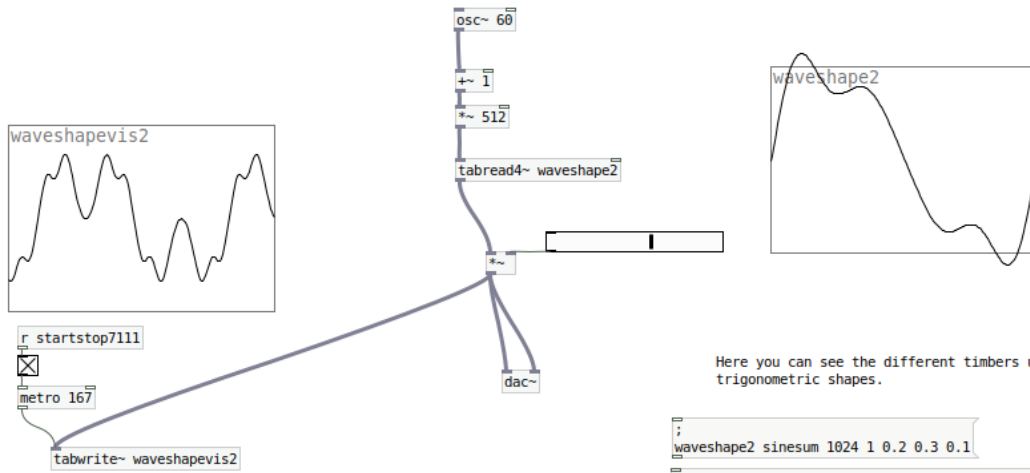 osc~ 60
+~ 1
*~ 512
tabread4~ waveshape2
*~
dac~
waveshapevis2
r startstop7111
metro 167
tabwrite~ waveshapevis2
waveshape2
Here you can see the different timbers
trigonometric shapes.
;
waveshape2 sinesum 1024 1 0.2 0.3 0.1